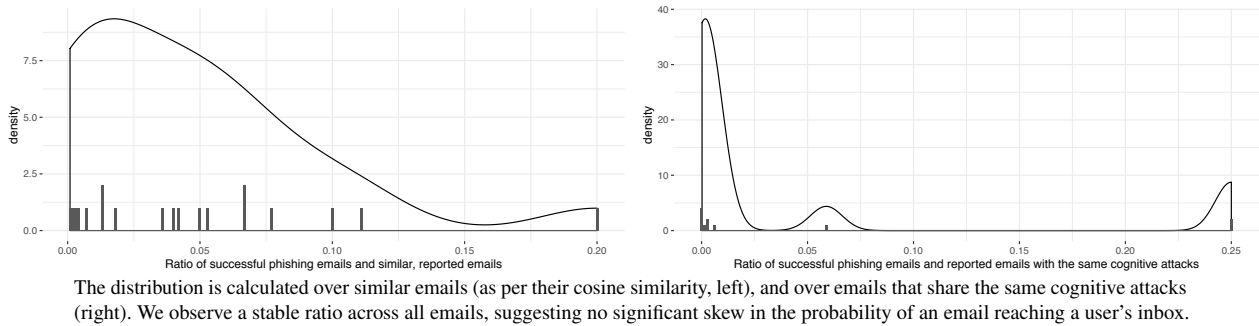 density
7.5
5.0
2.5
0.0
0.00 0.05 0.10 0.15 0.20
Ratio of successful phishing emails and similar, reported emails
density
40
30
20
10
0
0.00 0.05 0.10 0.15 0.20 0.25
Ratio of successful phishing emails and reported emails with the same cognitive attacks
The distribution is calculated over similar emails (as per their cosine similarity, left), and over emails that share the same cognitive attacks
(right). We observe a stable ratio across all emails, suggesting no significant skew in the probability of an email reaching a user's inbox.